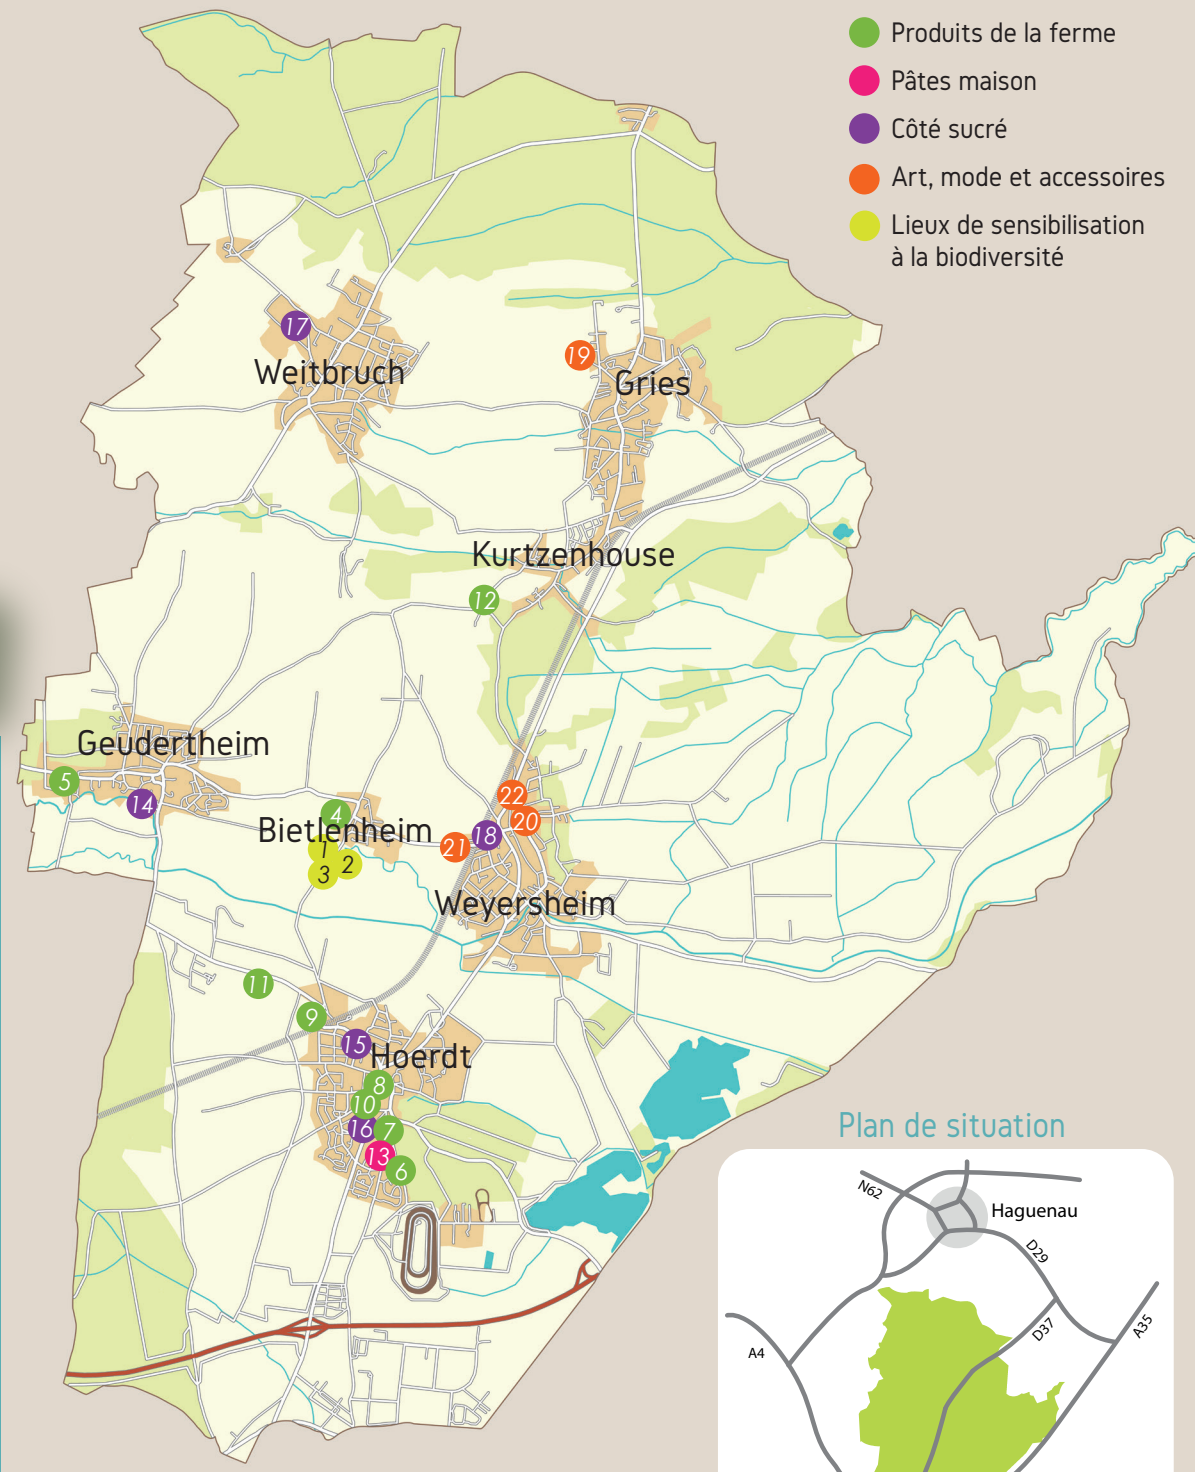 Produits de la ferme
Pâtes maison
Côté sucré
Art, mode et accessoires
Lieux de sensibilisation
à la biodiversité
17
Weitbruch
19
Gries
Kurtzenhouse
12
Geudertheim
5
14
4
Bietlenheim
1
2
3
22
20
18
21
Weyersheim
11
9
15
Hoerdt
8
10
16
7
13
6
Plan de situation
N62
Haguenau
D29
D37
A35
A4